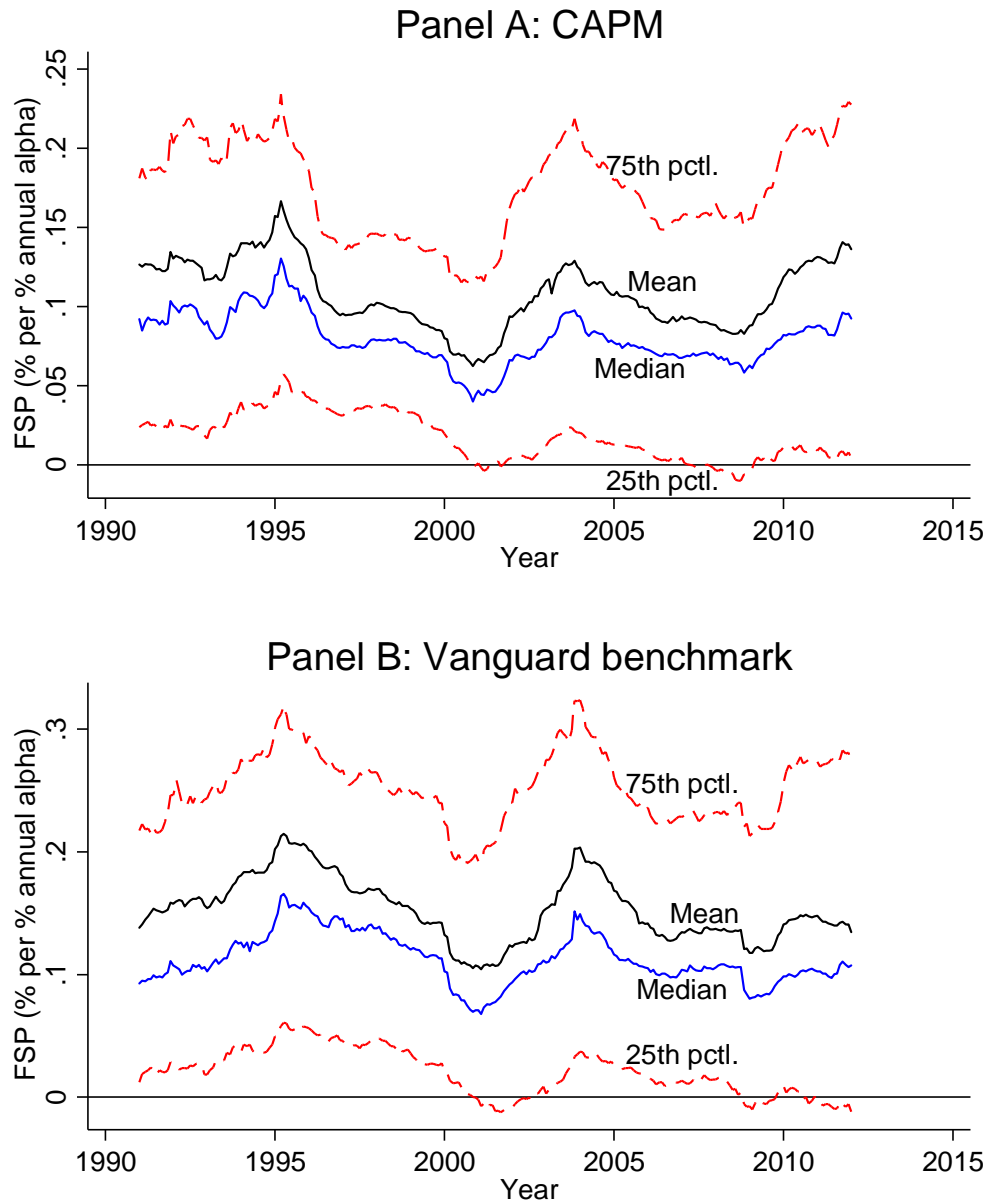 Panel A: CAPM
FSP (% per % annual alpha)
.25
.2
.15
.1
.05
0
75th pctl.
Mean
Median
25th pctl.
1990 1995 2000 2005 2010 2015
Year
Panel B: Vanguard benchmark
FSP (% per % annual alpha)
.3
.2
.1
0
75th pctl.
Mean
Median
25th pctl.
1990 1995 2000 2005 2010 2015
Year